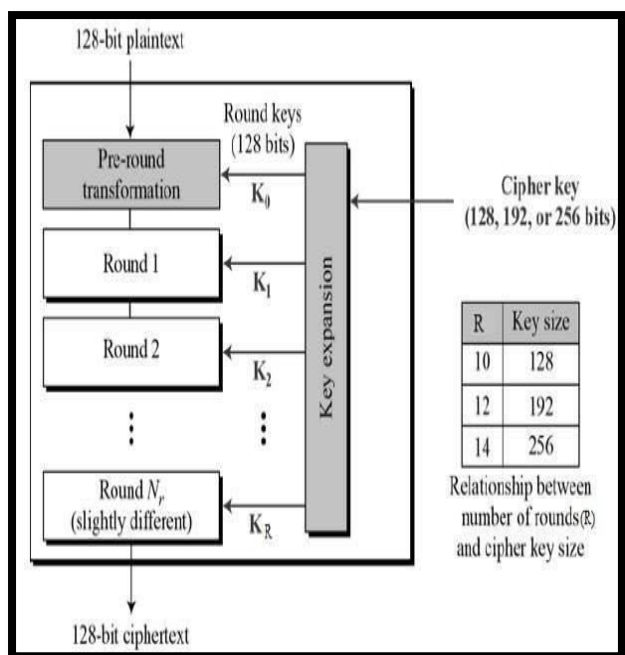 128-bit plaintext
Round keys
(128 bits)
Pre-round
transformation
K0
Cipher key
(128, 192, or 256 bits)
Round 1
K1
Round 2
K2
Key expansion
R Key size
10 128
12 192
14 256
Relationship between
number of rounds(R)
and cipher key size
Round Nr
(slightly different)
KR
128-bit ciphertext